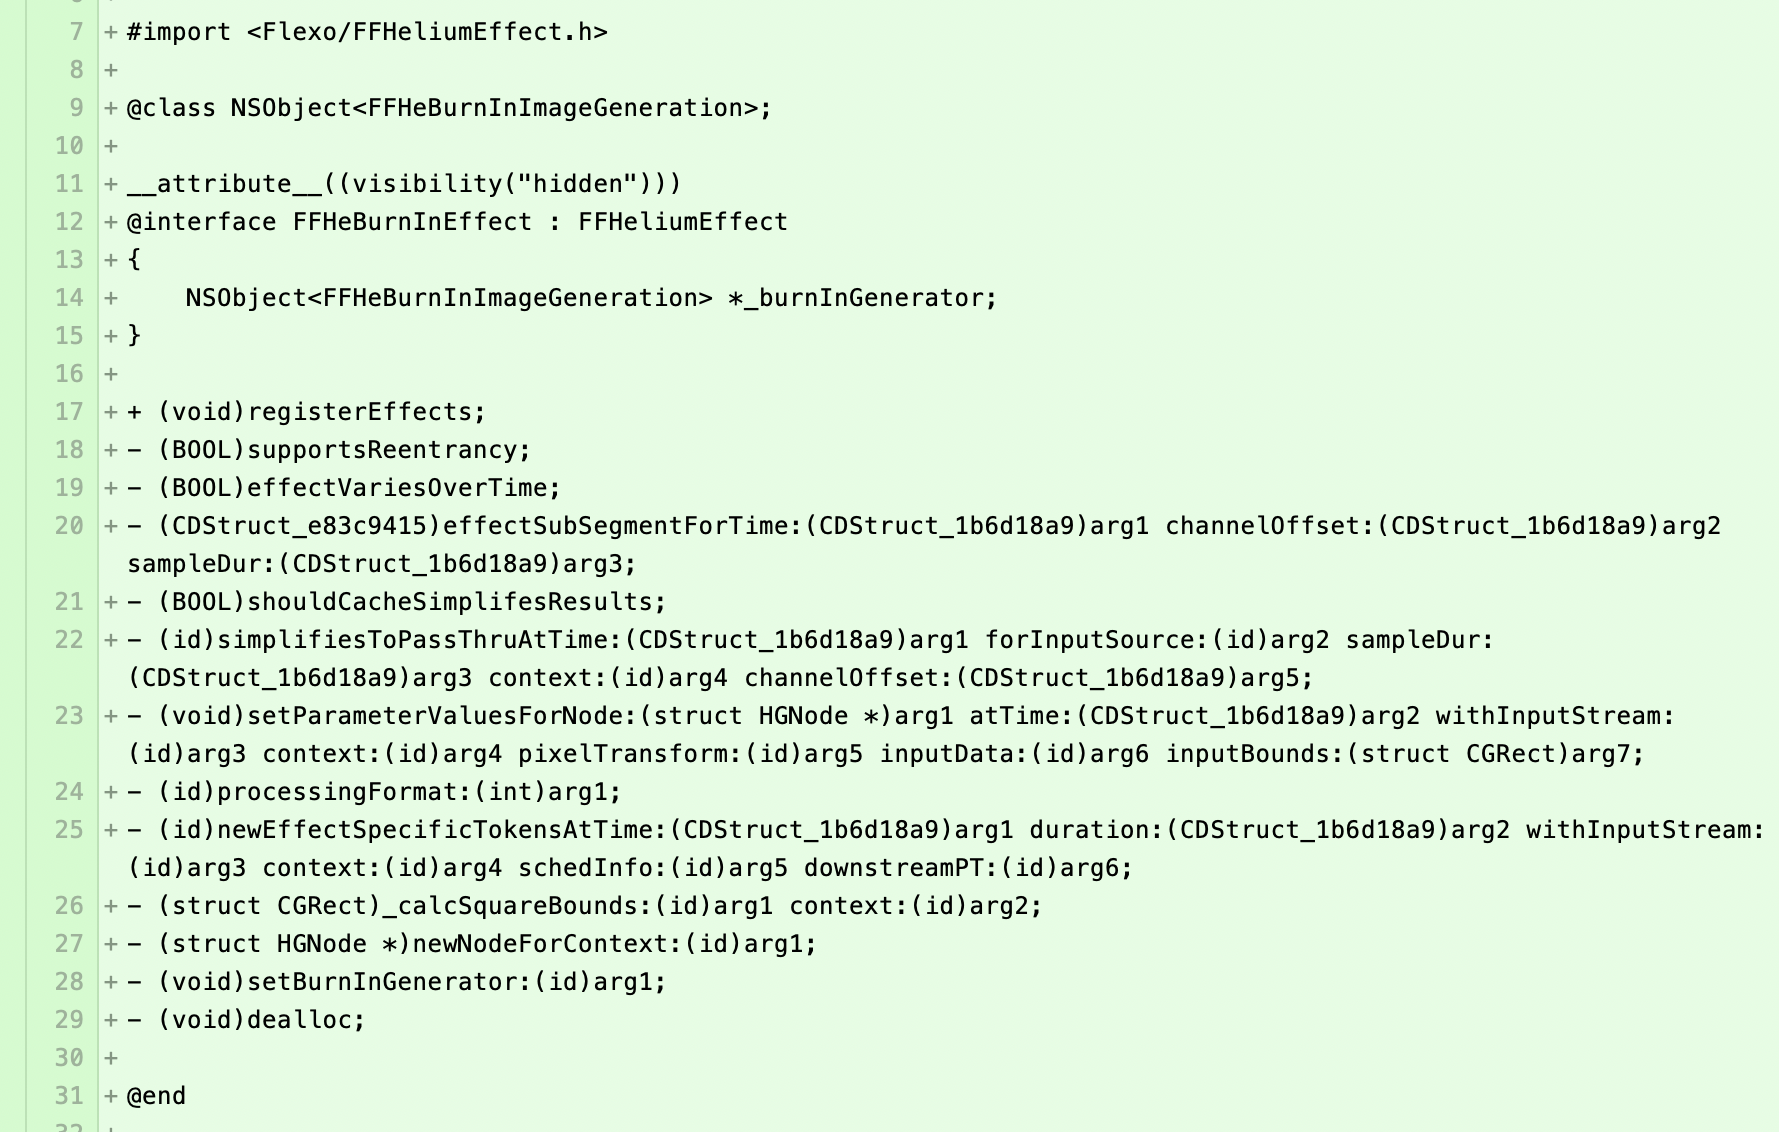 7 + #import <Flexo/FFHeliumEffect.h>
8 +
9 + @class NSObject<FFHeBurnInImageGeneration>;
10 +
11 + __attribute__((visibility("hidden")))
12 + @interface FFHeBurnInEffect : FFHeliumEffect
13 + {
14 +     NSObject<FFHeBurnInImageGeneration> *_burnInGenerator;
15 + }
16 +
17 + + (void)registerEffects;
18 + - (BOOL)supportsReentrancy;
19 + - (BOOL)effectVariesOverTime;
20 + - (CDStruct_e83c9415)effectSubSegmentForTime:(CDStruct_1b6d18a9)arg1 channelOffset:(CDStruct_1b6d18a9)arg2
sampleDur:(CDStruct_1b6d18a9)arg3;
21 + - (BOOL)shouldCacheSimplifesResults;
22 + - (id)simplifiesToPassThruAtTime:(CDStruct_1b6d18a9)arg1 forInputSource:(id)arg2 sampleDur:
(CDStruct_1b6d18a9)arg3 context:(id)arg4 channelOffset:(CDStruct_1b6d18a9)arg5;
23 + - (void)setParameterValuesForNode:(struct HGNode *)arg1 atTime:(CDStruct_1b6d18a9)arg2 withInputStream:
(id)arg3 context:(id)arg4 pixelTransform:(id)arg5 inputData:(id)arg6 inputBounds:(struct CGRect)arg7;
24 + - (id)processingFormat:(int)arg1;
25 + - (id)newEffectSpecificTokensAtTime:(CDStruct_1b6d18a9)arg1 duration:(CDStruct_1b6d18a9)arg2 withInputStream:
(id)arg3 context:(id)arg4 schedInfo:(id)arg5 downstreamPT:(id)arg6;
26 + - (struct CGRect)_calcSquareBounds:(id)arg1 context:(id)arg2;
27 + - (struct HGNode *)newNodeForContext:(id)arg1;
28 + - (void)setBurnInGenerator:(id)arg1;
29 + - (void)dealloc;
30 +
31 + @end